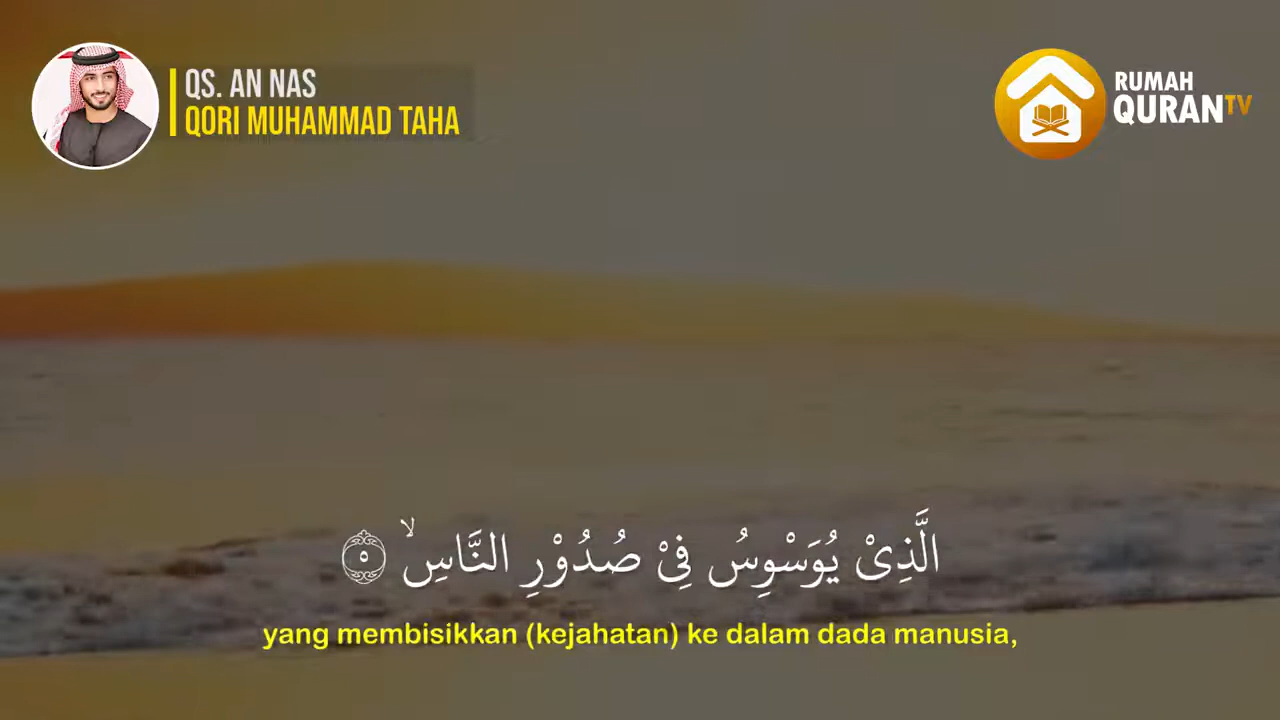 QS. AN NAS
QORI MUHAMMAD TAHA
RUMAH
QURANTV
الَّذِيْ يُوَسْوِسُ فِيْ صُدُوْرِ النَّاسِۙ ۝٥
yang membisikkan (kejahatan) ke dalam dada manusia,